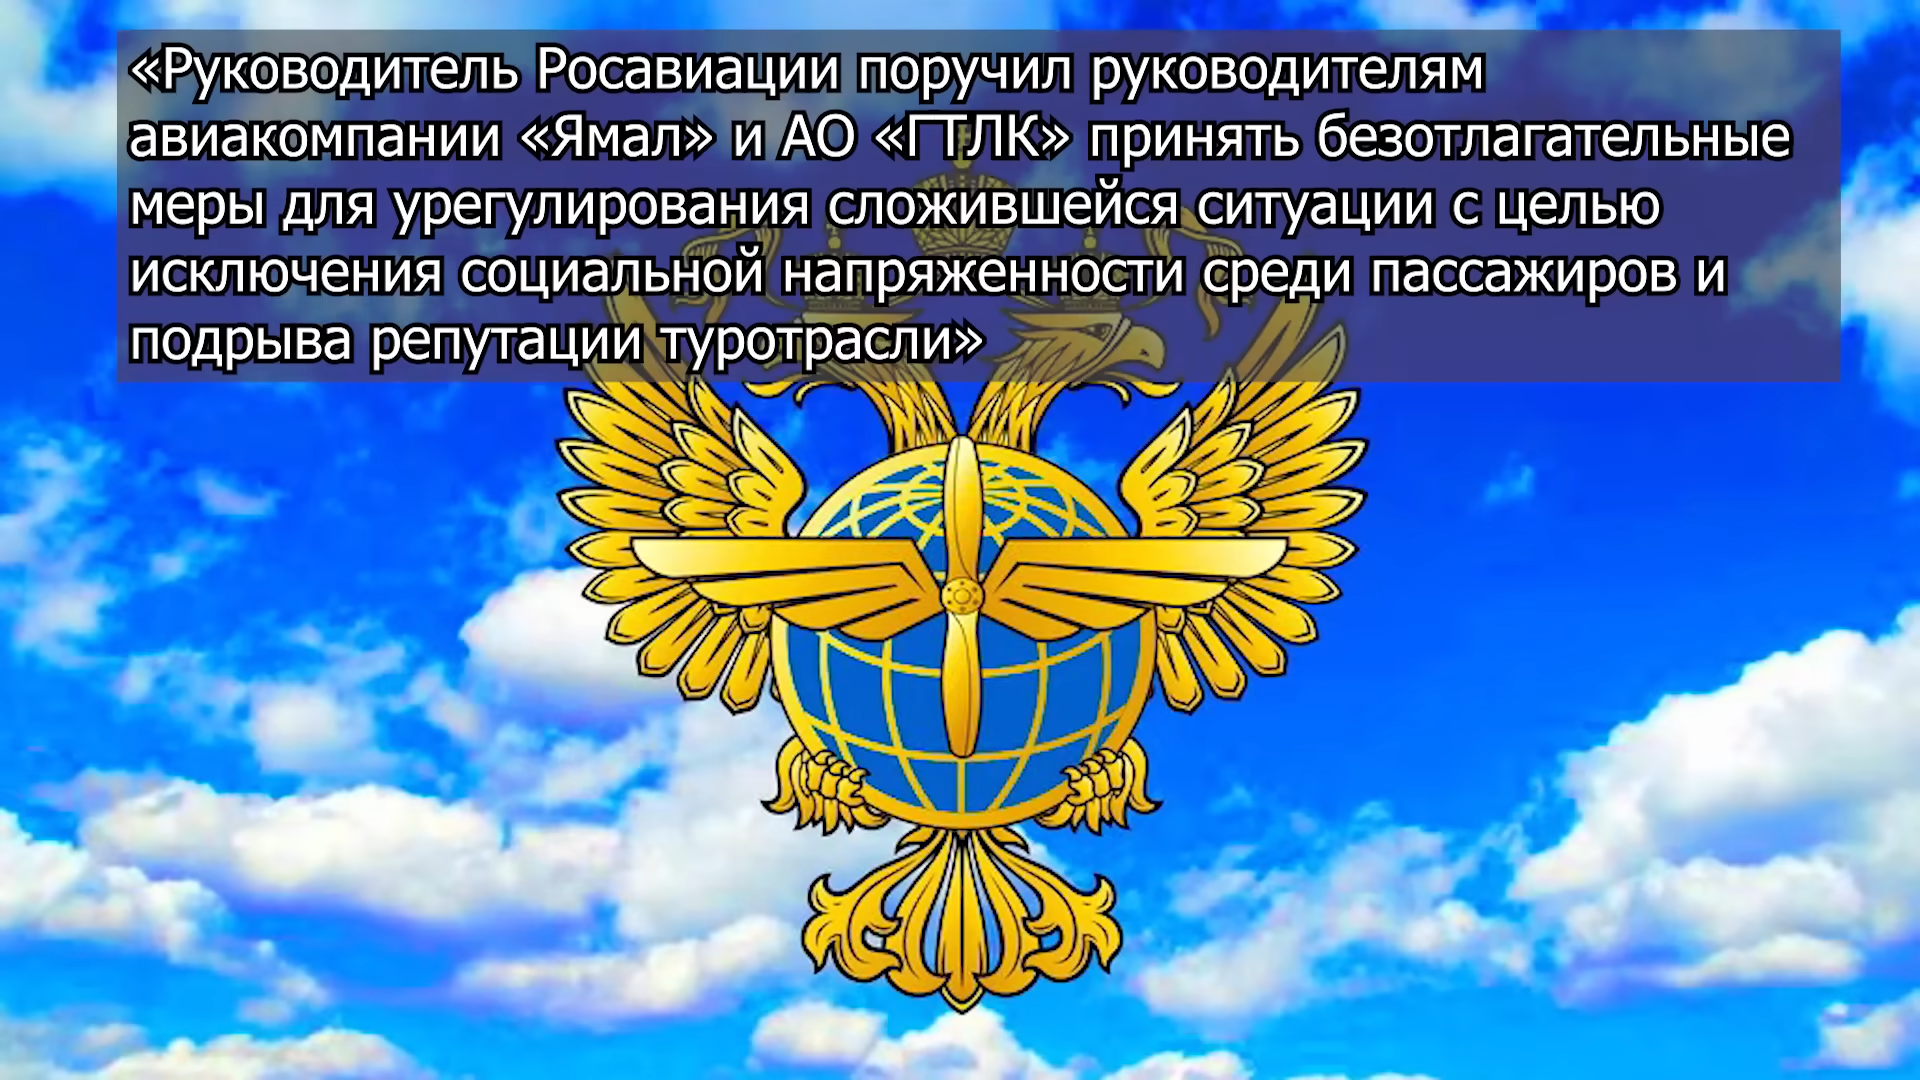 «Руководитель Росавиации поручил руководителям
авиакомпании «Ямал» и АО «ГТЛК» принять безотлагательные
меры для урегулирования сложившейся ситуации с целью
исключения социальной напряженности среди пассажиров и
подрыва репутации туротрасли»